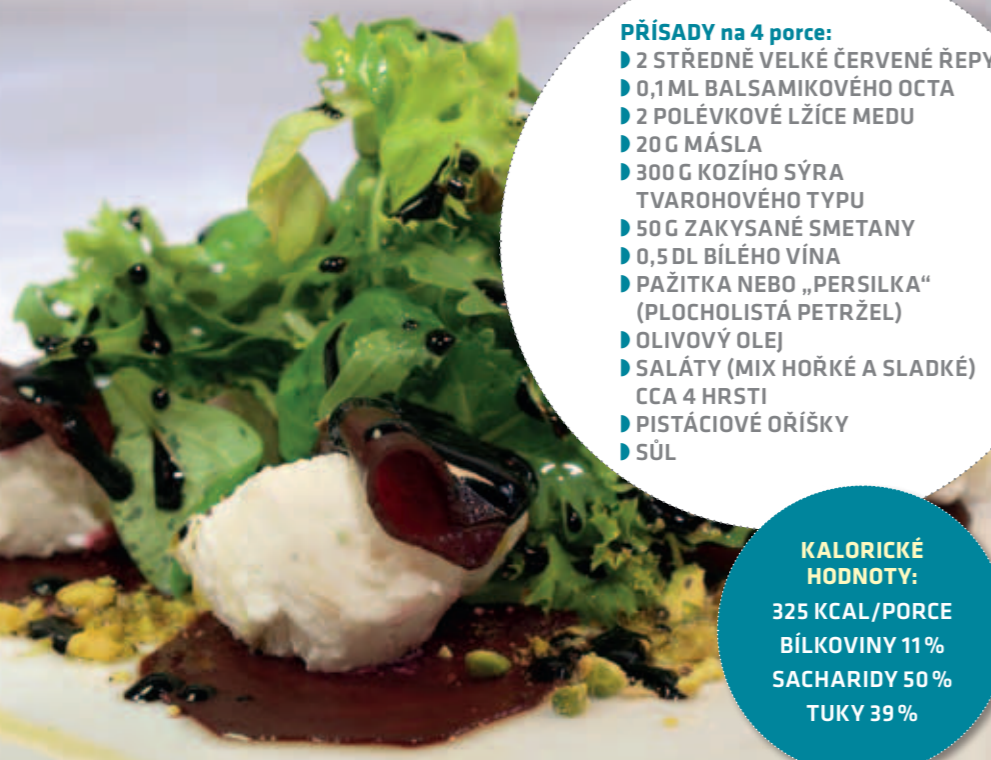 PŘÍSADY na 4 porce:
2 STŘEDNĚ VELKÉ ČERVENÉ ŘEPY
0,1 ML BALSAMIKOVÉHO OCTA
2 POLÉVKOVÉ LŽÍCE MEDU
20 G MÁSLA
300 G KOZÍHO SÝRA
TVAROHOVÉHO TYPU
50 G ZAKYSANÉ SMETANY
0,5 DL BÍLÉHO VÍNA
PAŽITKA NEBO „PERSILKA“
(PLOCHOLISTÁ PETRŽEL)
OLIVOVÝ OLEJ
SALÁTY (MIX HOŘKÉ A SLADKÉ)
CCA 4 HRSTI
PISTÁCIOVÉ OŘÍŠKY
SŮL
KALORICKÉ
HODNOTY:
325 KCAL/PORCE
BÍLKOVINY 11 %
SACHARIDY 50 %
TUKY 39 %